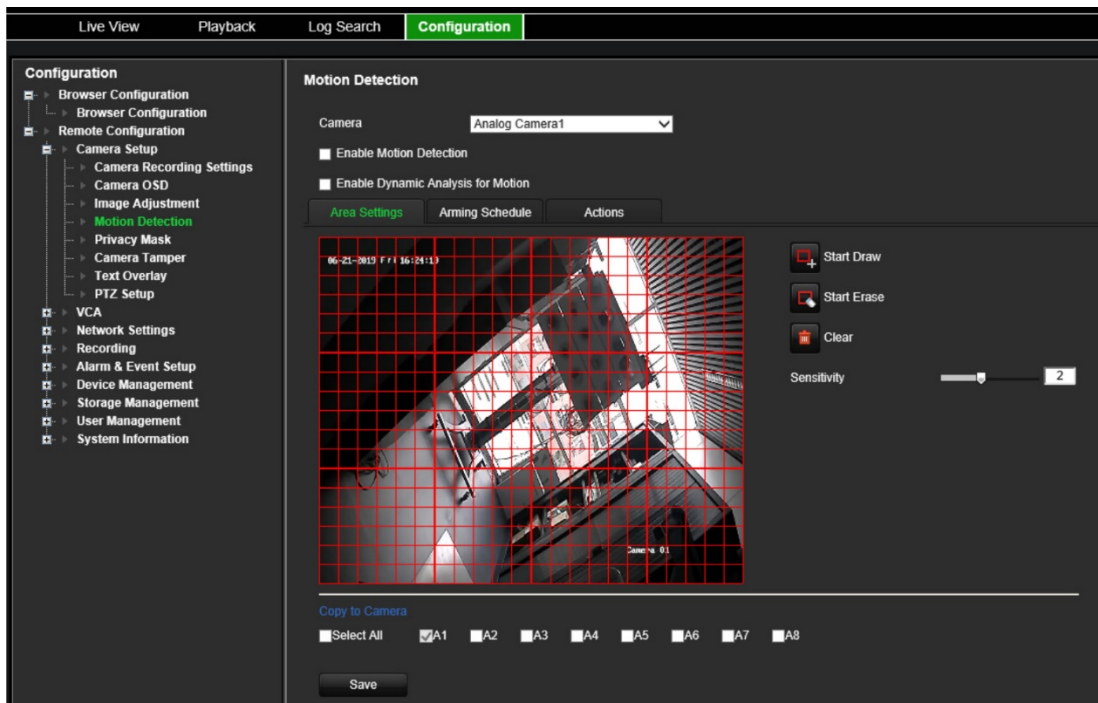 Live View Playback Log Search Configuration
Configuration
Browser Configuration
Browser Configuration
Remote Configuration
Camera Setup
Camera Recording Settings
Camera OSD
Image Adjustment
Motion Detection
Privacy Mask
Camera Tamper
Text Overlay
PTZ Setup
VCA
Network Settings
Recording
Alarm & Event Setup
Device Management
Storage Management
User Management
System Information
Motion Detection
Camera Analog Camera1
Enable Motion Detection
Enable Dynamic Analysis for Motion
Area Settings Arming Schedule Actions
06-21-2019 Fri 16:24:19
Camera 01
Start Draw
Start Erase
Clear
Sensitivity 2
Copy to Camera
Select All A1 A2 A3 A4 A5 A6 A7 A8
Save